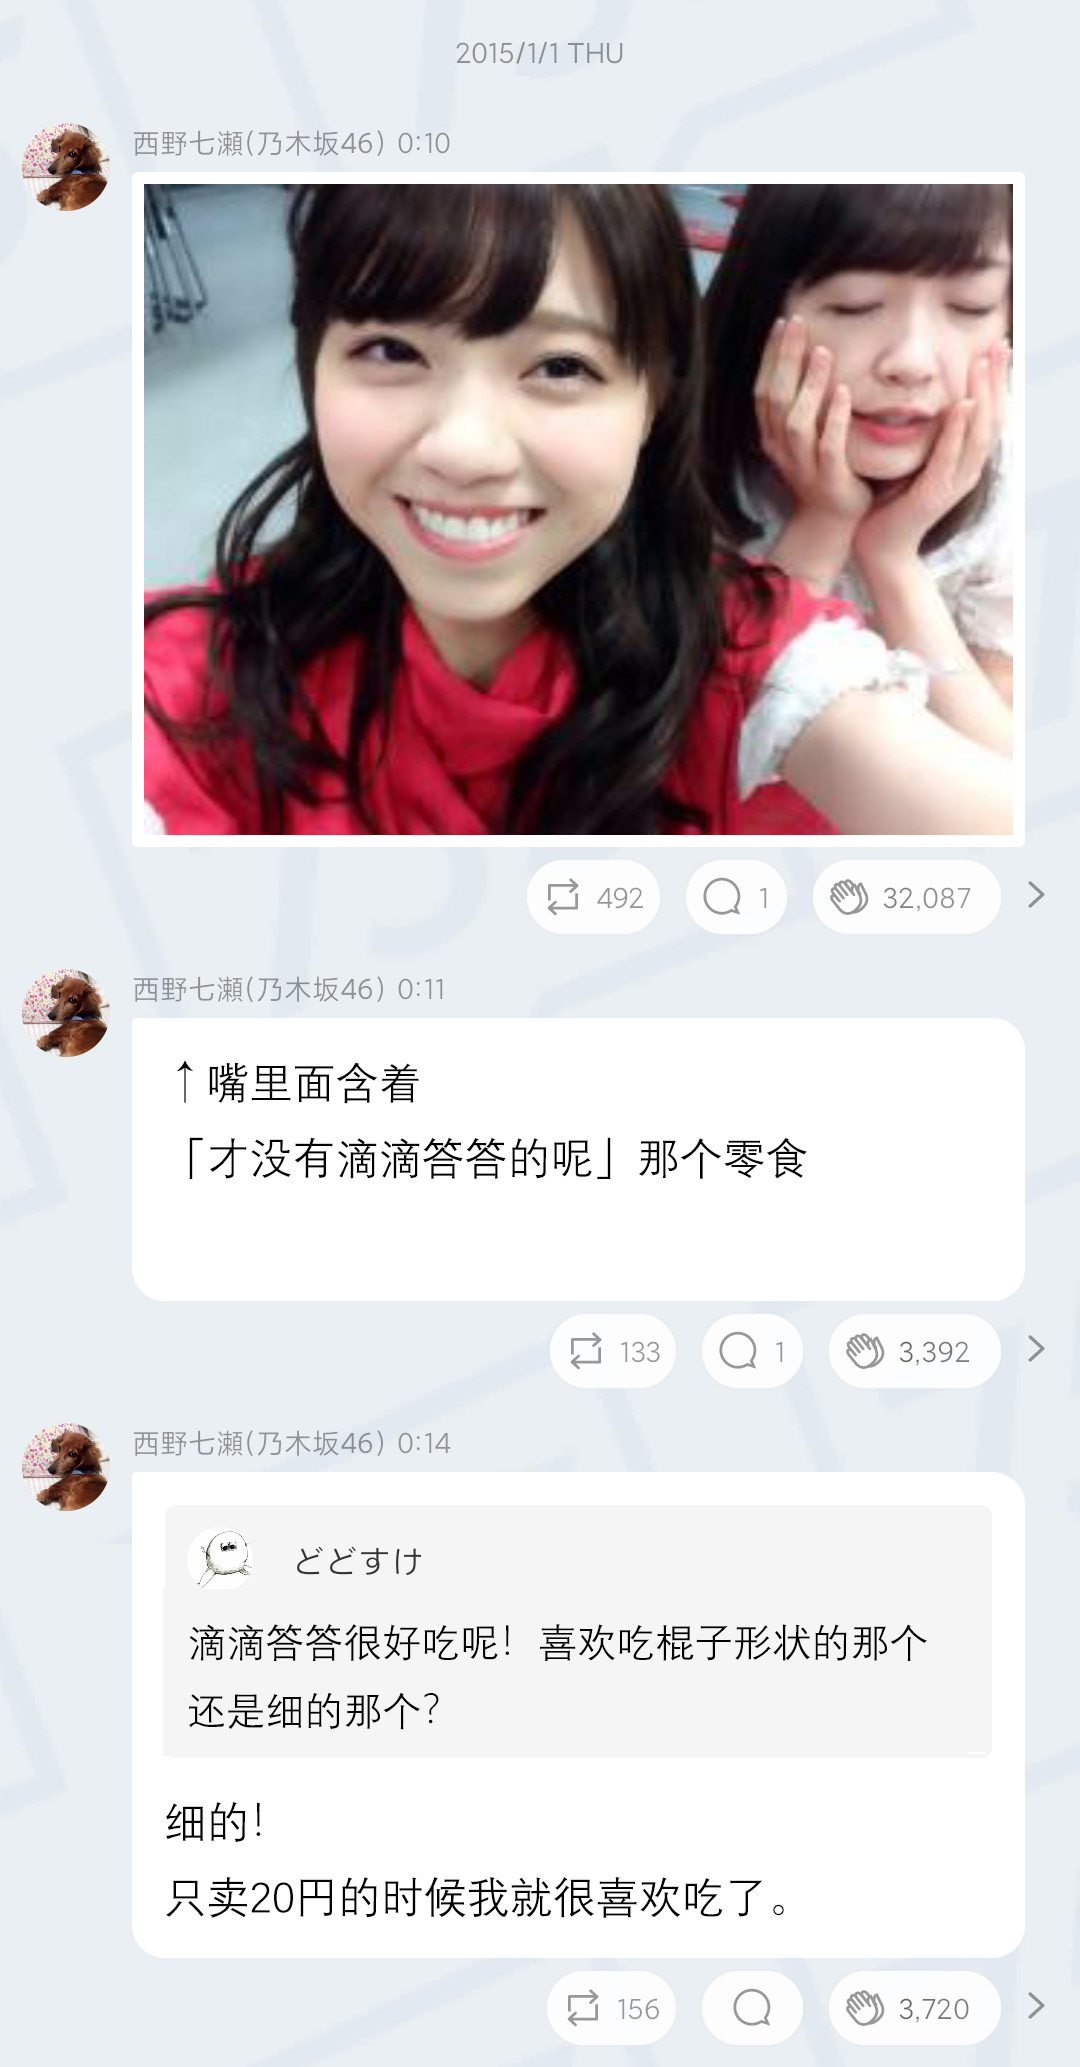 2015/1/1 THU
西野七瀬(乃木坂46) 0:10
492 1 32,087
西野七瀬(乃木坂46) 0:11
↑嘴里面含着
「才没有滴滴答答的呢」那个零食
133 1 3,392
西野七瀬(乃木坂46) 0:14
どどすけ
滴滴答答很好吃呢！喜欢吃棍子形状的那个
还是细的那个？
细的！
只卖20円的时候我就很喜欢吃了。
156 3,720